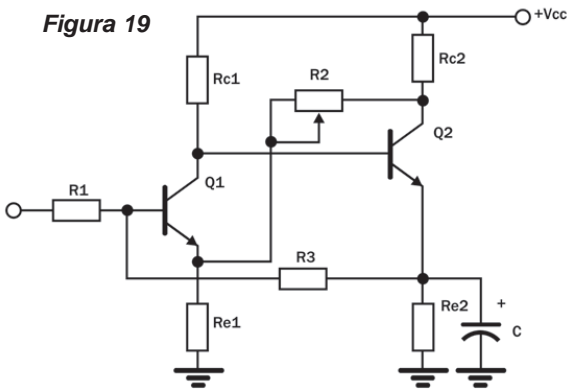 Figura 19
+Vcc
Rc1
R2
Rc2
Q2
R1
Q1
R3
Re1
Re2
+
C